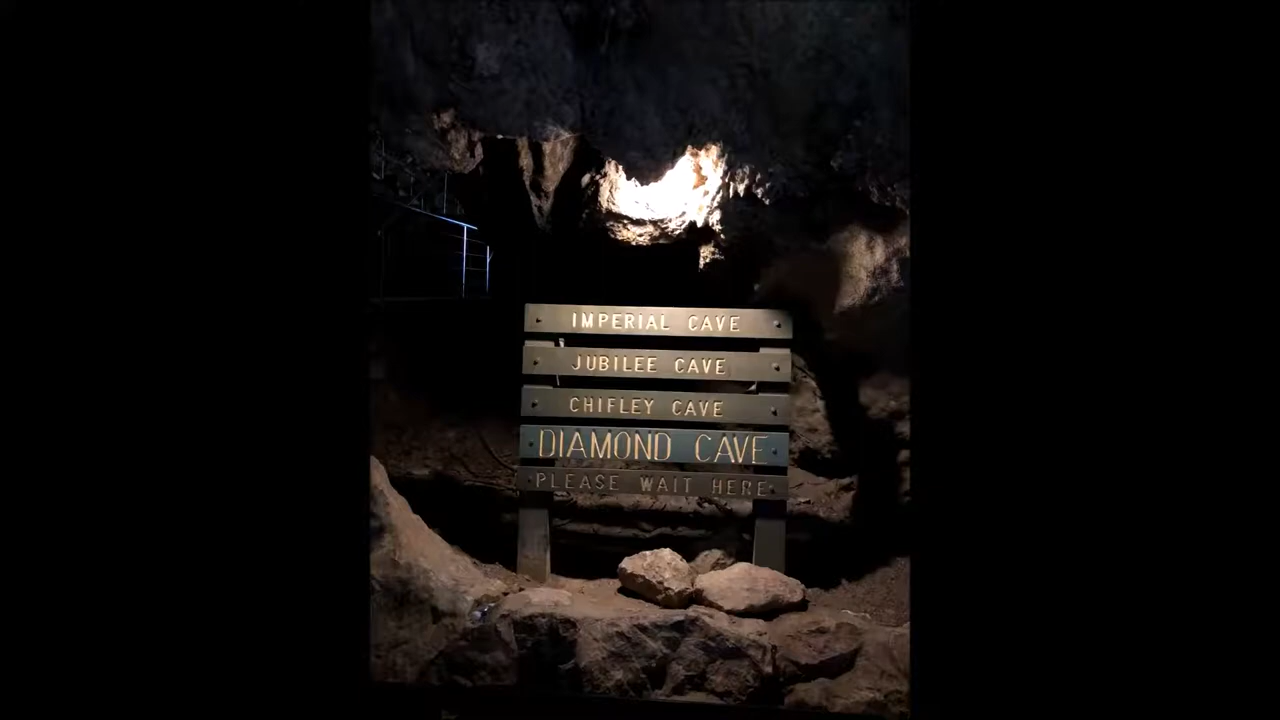 IMPERIAL CAVE
JUBILEE CAVE
CHIFLEY CAVE
DIAMOND CAVE
PLEASE WAIT HERE